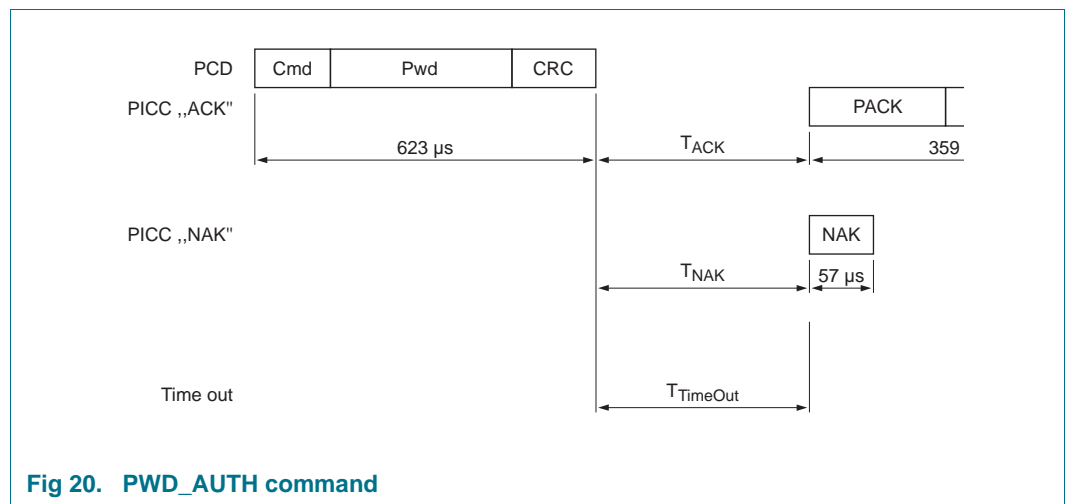 PCD Cmd Pwd CRC
PICC ,,ACK" PACK
623 µs TACK 359
PICC ,,NAK" NAK
TNAK 57 µs
Time out TTimeOut
Fig 20. PWD_AUTH command